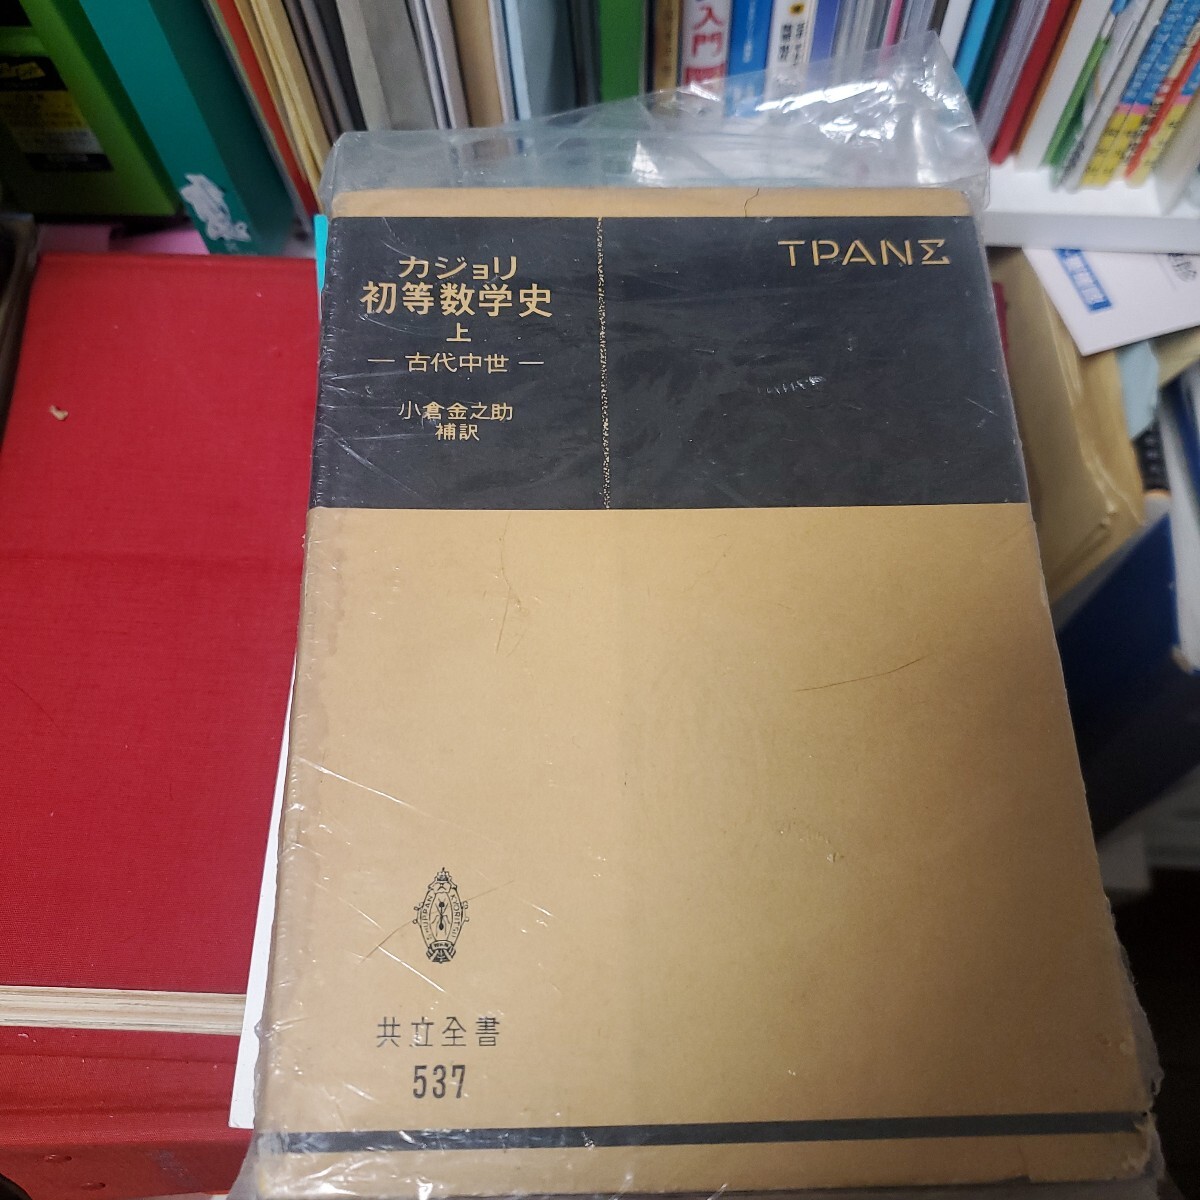 カジョリ
初等数学史
上
— 古代中世 —
小倉金之助
補訳
TPANΣ
共立全書
537
入門